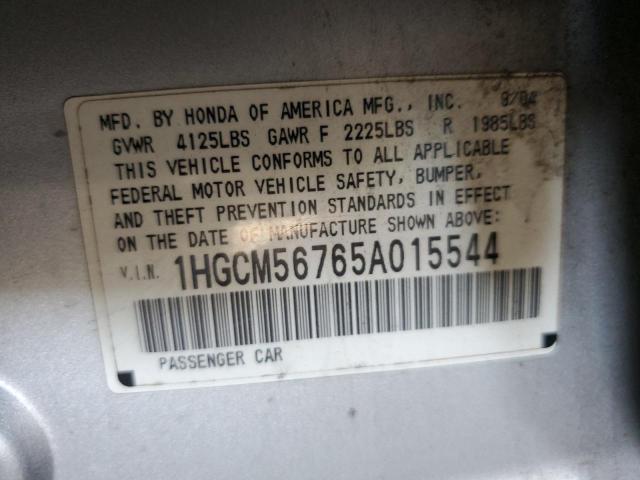 MFD. BY HONDA OF AMERICA MFG., INC. 9/04
GVWR 4125LBS GAWR F 2225LBS R 1985LBS
THIS VEHICLE CONFORMS TO ALL APPLICABLE
FEDERAL MOTOR VEHICLE SAFETY, BUMPER,
AND THEFT PREVENTION STANDARDS IN EFFECT
ON THE DATE OF MANUFACTURE SHOWN ABOVE:
V.I.N. 1HGCM56765A015544
PASSENGER CAR